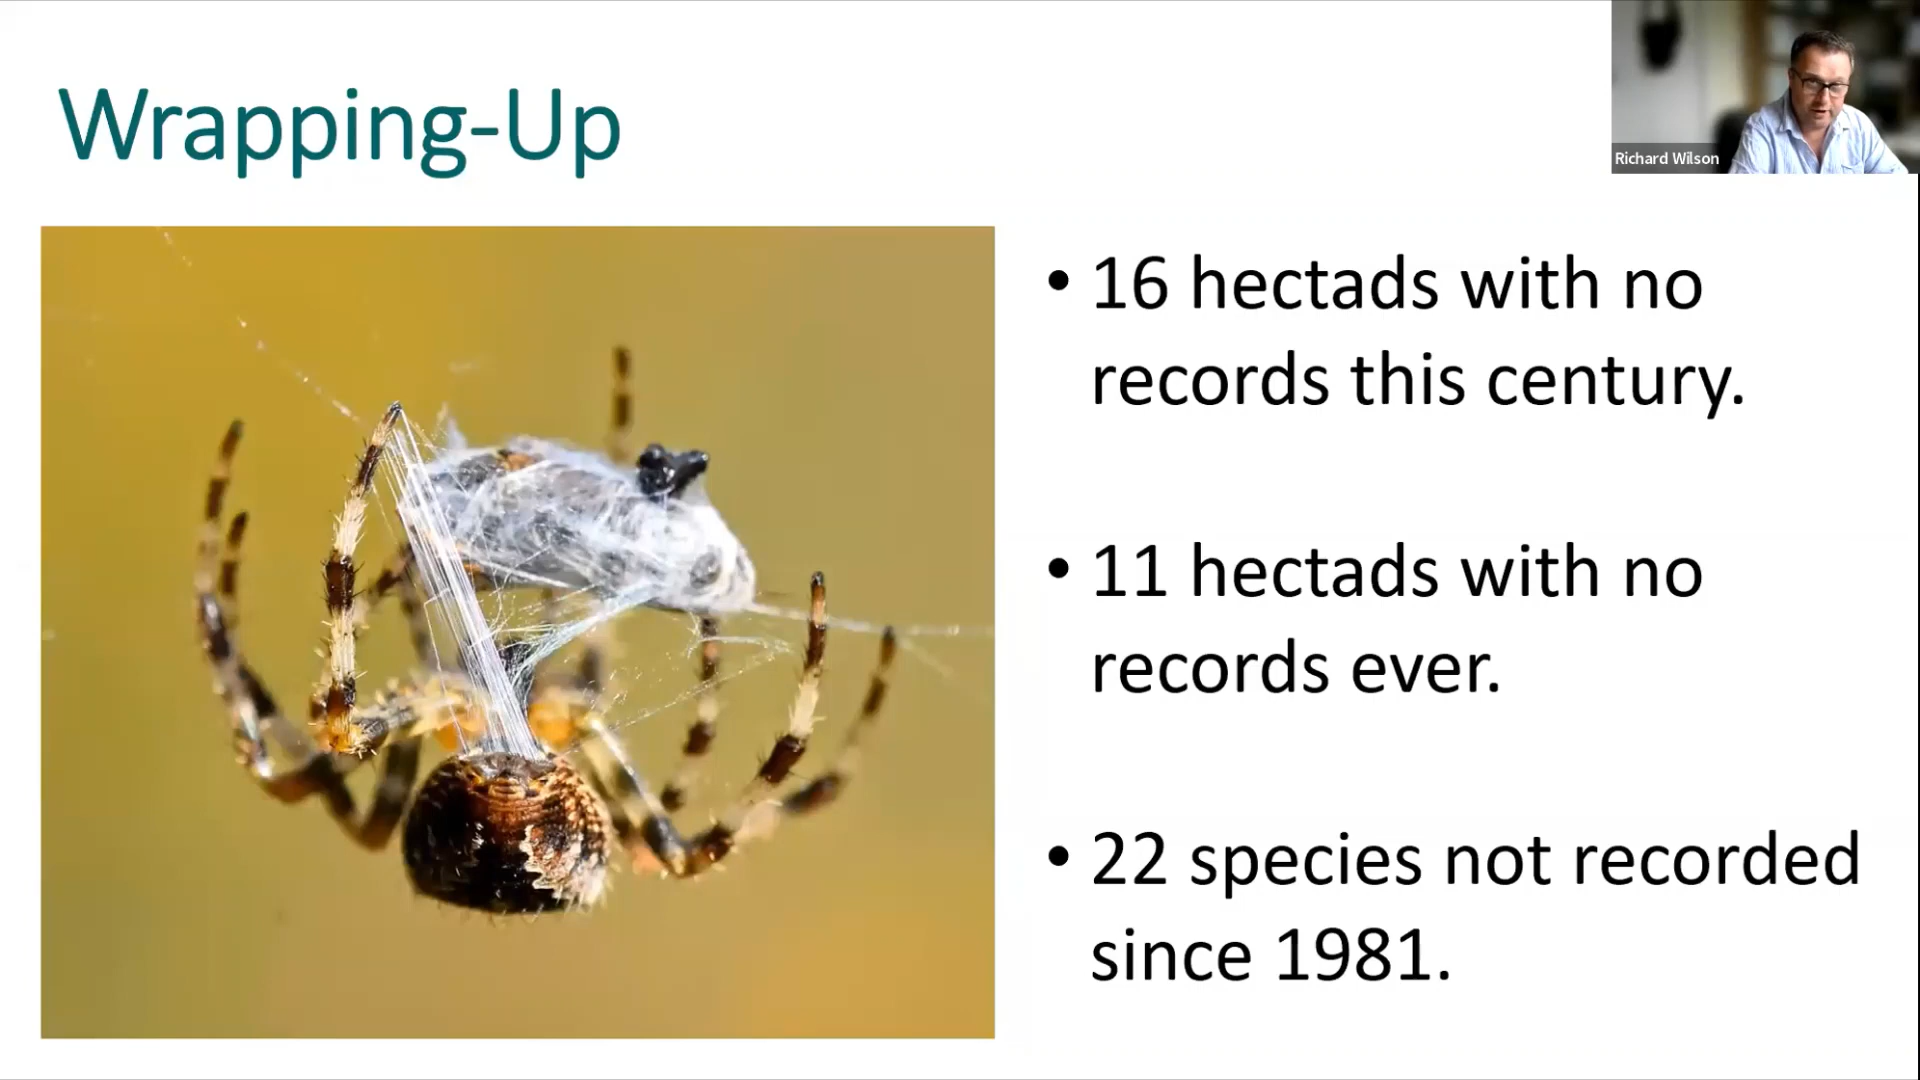 Wrapping-Up
Richard Wilson
• 16 hectads with no
records this century.
• 11 hectads with no
records ever.
• 22 species not recorded
since 1981.